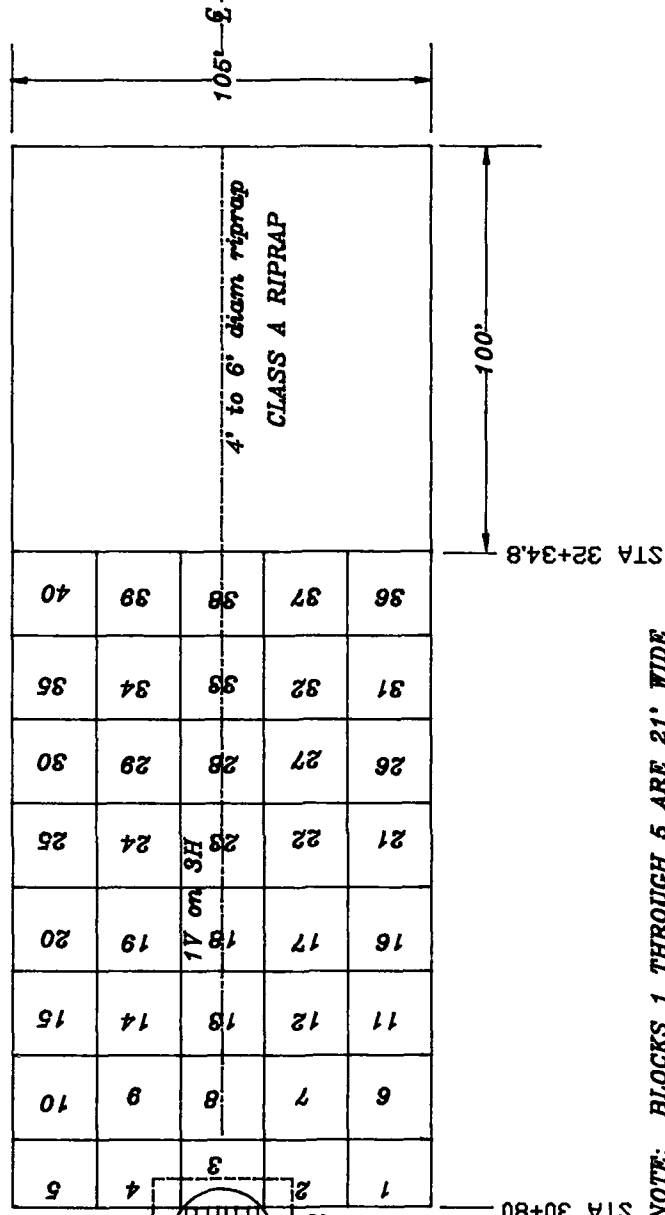 105' ℄
4' to 6' diam riprap
CLASS A RIPRAP
100'
STA 32+34.8
40 39 38 37 36
35 34 33 32 31
30 29 28 27 26
25 24 23 22 21
1V on 3H
20 19 18 17 16
15 14 13 12 11
10 9 8 7 6
5 4 3 2 1
STA 30+80
NOTE: BLOCKS 1 THROUGH 5 ARE 21' WIDE